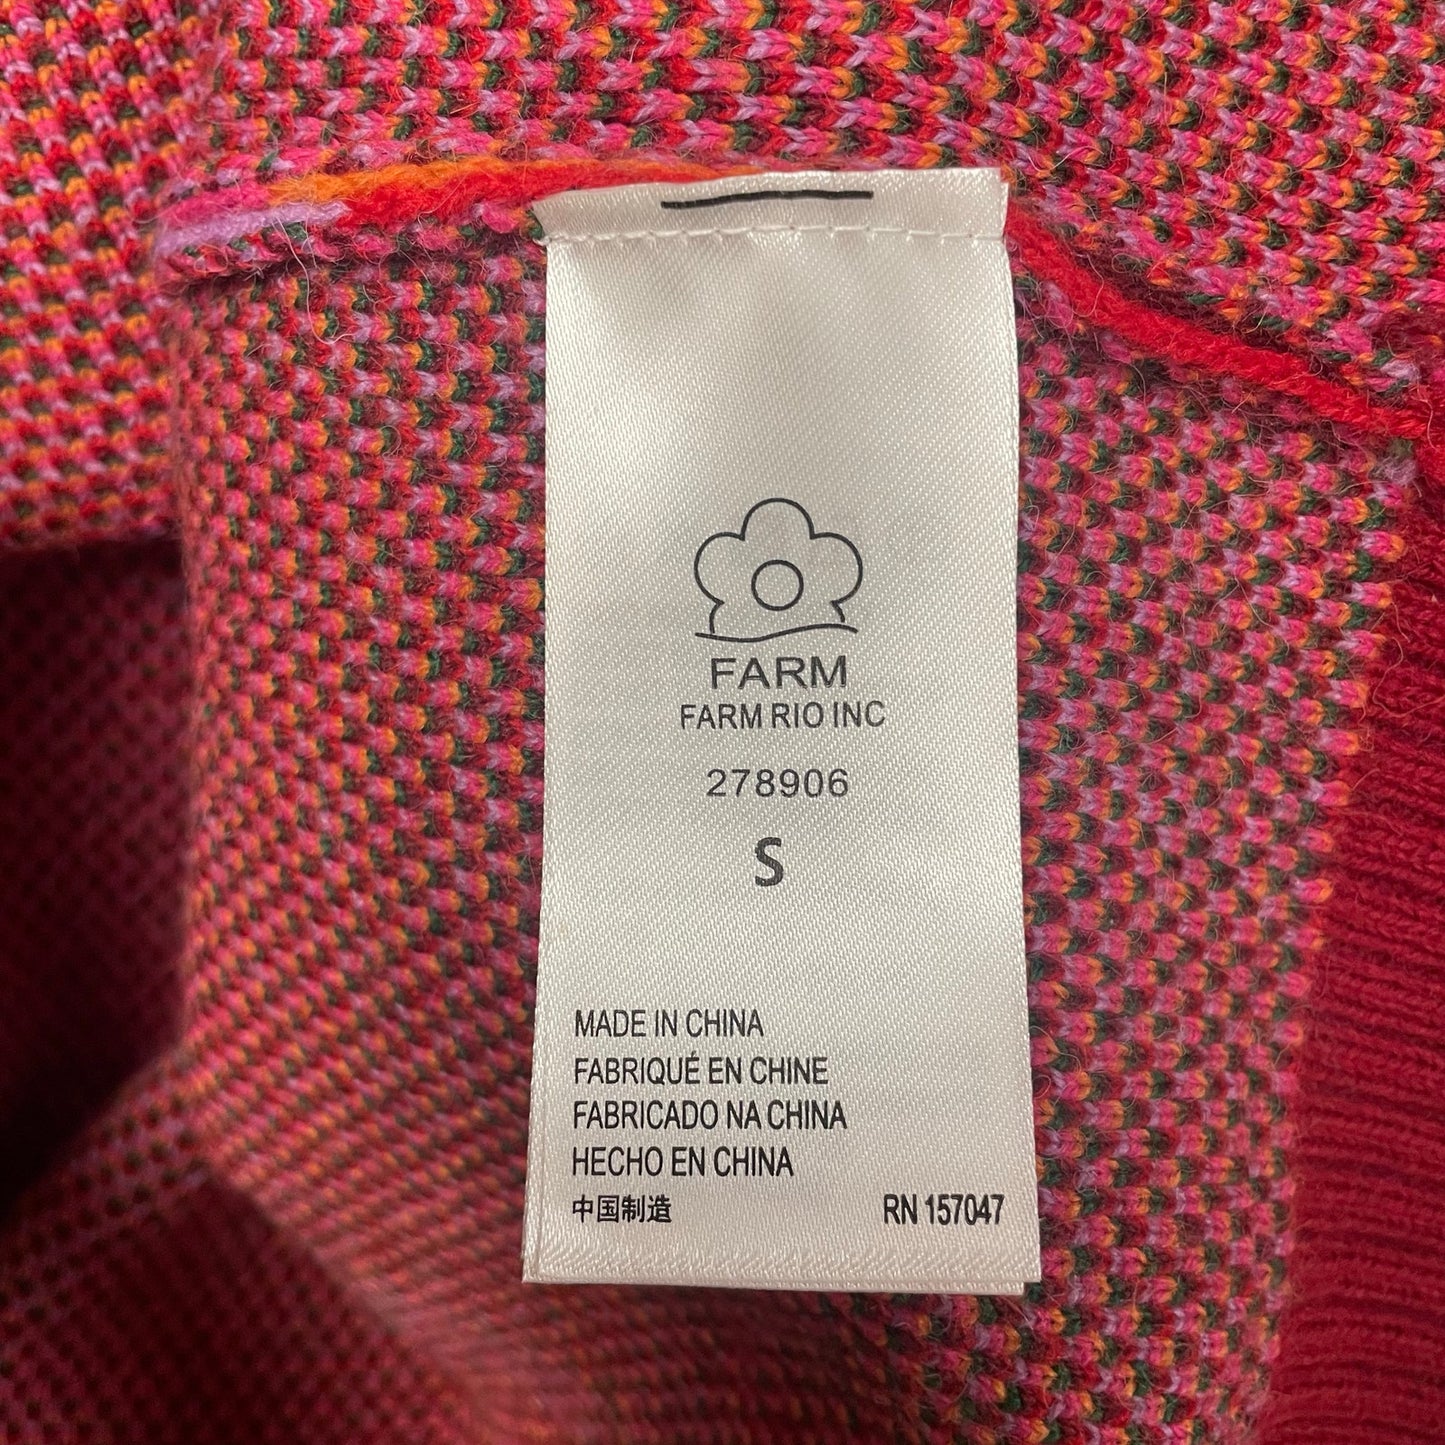 FARM
FARM RIO INC
278906
S
MADE IN CHINA
FABRIQUÉ EN CHINE
FABRICADO NA CHINA
HECHO EN CHINA
中国制造
RN 157047